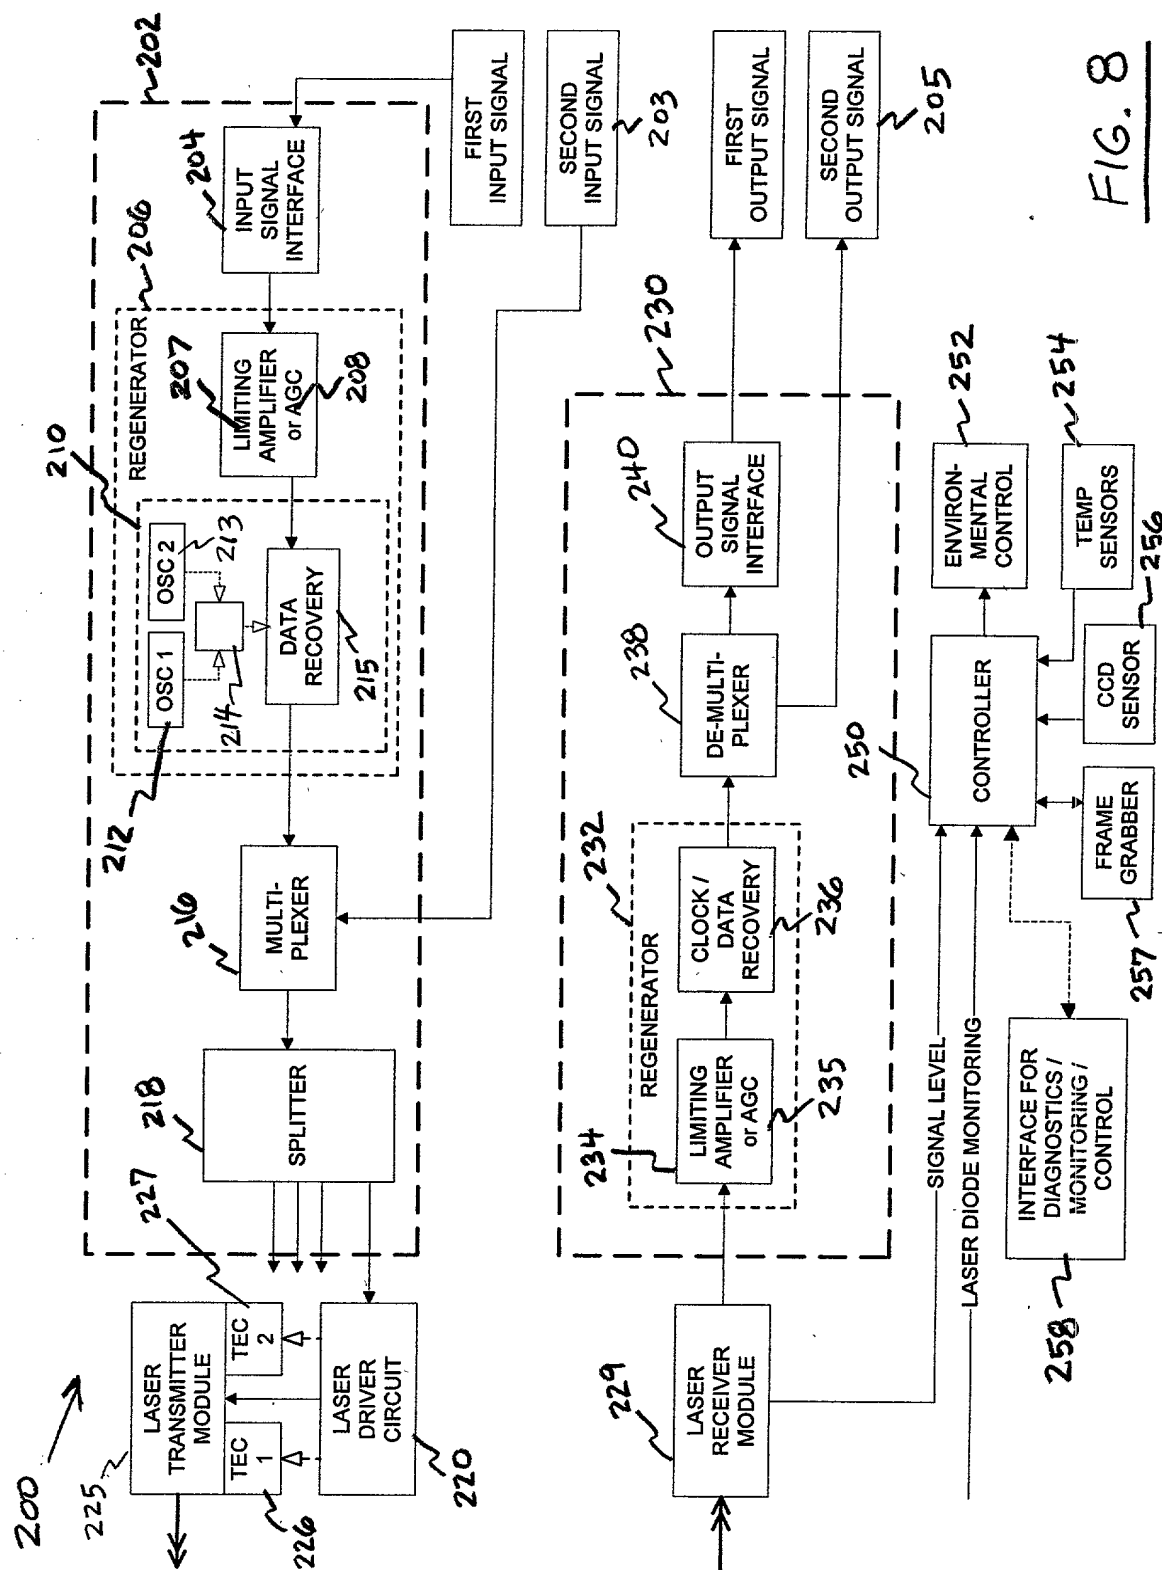 200
225
LASER
TRANSMITTER
MODULE
TEC
1
TEC
2
226
227
LASER
DRIVER
CIRCUIT
220
218
SPLITTER
216
MULTI-
PLEXER
202
REGENERATOR
206
210
212
OSC 1
OSC 2
213
214
DATA
RECOVERY
215
207
LIMITING
AMPLIFIER
or AGC
208
204
INPUT
SIGNAL
INTERFACE
FIRST
INPUT SIGNAL
SECOND
INPUT SIGNAL
203
229
LASER
RECEIVER
MODULE
230
232
REGENERATOR
234
LIMITING
AMPLIFIER
or AGC
235
CLOCK /
DATA
RECOVERY
236
238
DE-MULTI-
PLEXER
240
OUTPUT
SIGNAL
INTERFACE
FIRST
OUTPUT SIGNAL
SECOND
OUTPUT SIGNAL
205
SIGNAL LEVEL
LASER DIODE MONITORING
250
CONTROLLER
ENVIRON-
MENTAL
CONTROL
252
TEMP
SENSORS
254
CCD
SENSOR
256
FRAME
GRABBER
257
INTERFACE FOR
DIAGNOSTICS /
MONITORING /
CONTROL
258
FIG. 8